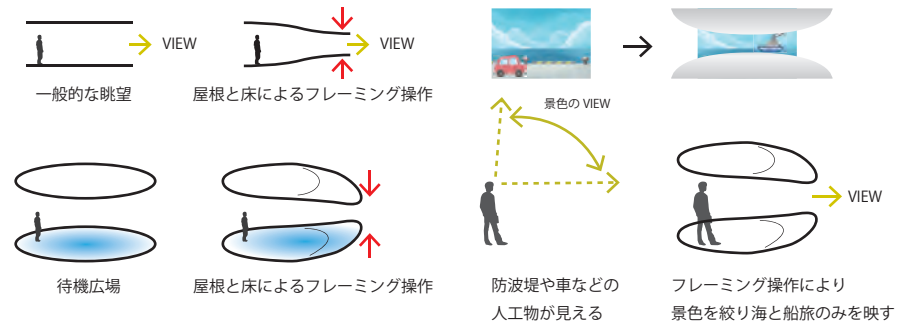 VIEW
VIEW
一般的な眺望
屋根と床によるフレーミング操作
景色の VIEW
VIEW
待機広場
屋根と床によるフレーミング操作
防波堤や車などの
人工物が見える
フレーミング操作により
景色を絞り海と船旅のみを映す